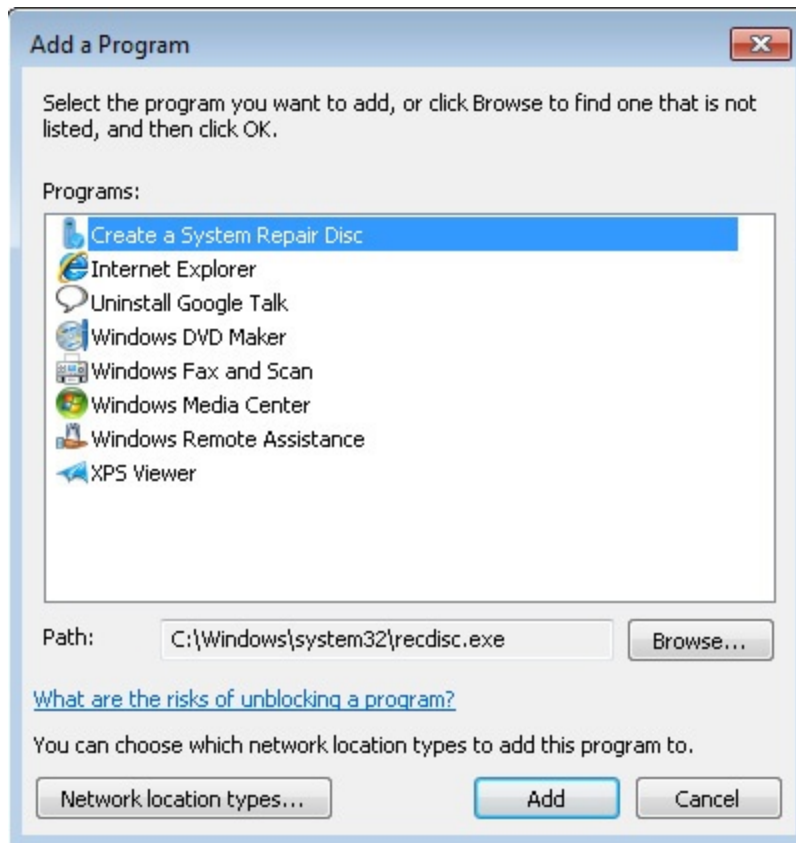 Add a Program
Select the program you want to add, or click Browse to find one that is not
listed, and then click OK.
Programs:
Create a System Repair Disc
Internet Explorer
Uninstall Google Talk
Windows DVD Maker
Windows Fax and Scan
Windows Media Center
Windows Remote Assistance
XPS Viewer
Path: C:\Windows\system32\recdisc.exe Browse...
What are the risks of unblocking a program?
You can choose which network location types to add this program to.
Network location types... Add Cancel